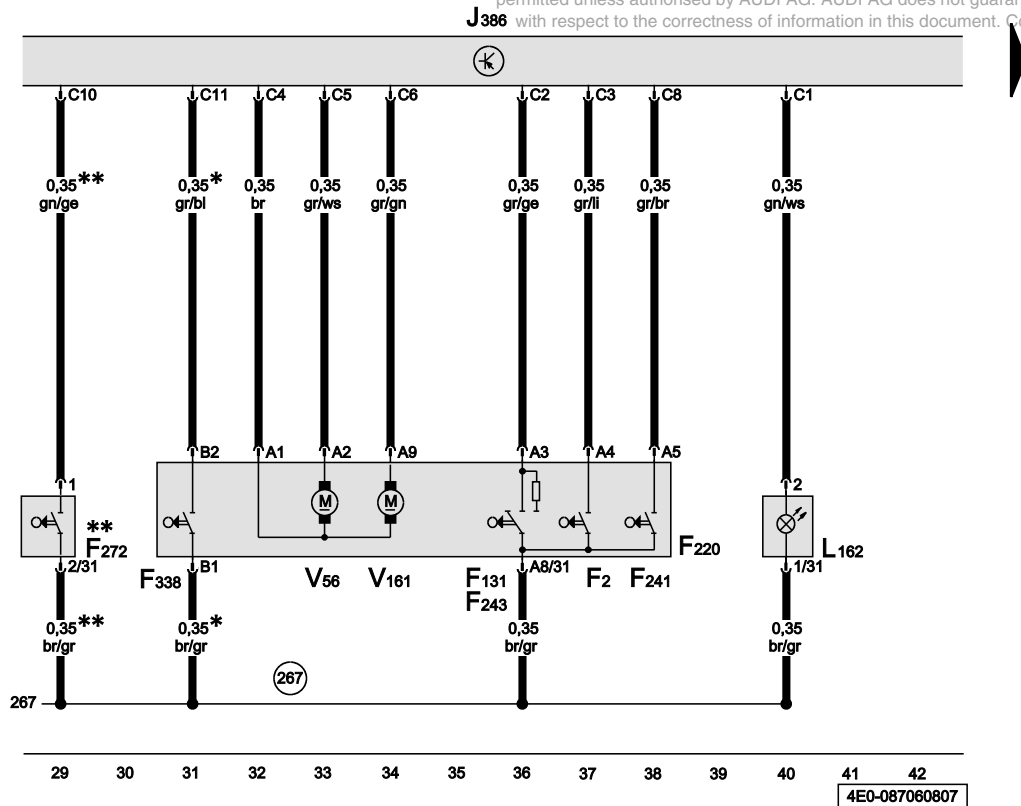 permitted unless authorised by AUDI AG. AUDI AG does not guaran
J386 with respect to the correctness of information in this document. Co
C10 C11 C4 C5 C6 C2 C3 C8 C1
0,35** 0,35* 0,35 0,35 0,35 0,35 0,35 0,35 0,35
gn/ge gr/bl br gr/ws gr/gn gr/ge gr/li gr/br gn/ws
B2 A1 A2 A9 A3 A4 A5
1 2
M M
** F272 F220 L162
2/31 B1 A8/31 1/31
F338 V56 V161 F131 F2 F241
F243
0,35** 0,35* 0,35 0,35
br/gr br/gr br/gr br/gr
267
267
29 30 31 32 33 34 35 36 37 38 39 40 41 42
4E0-087060807